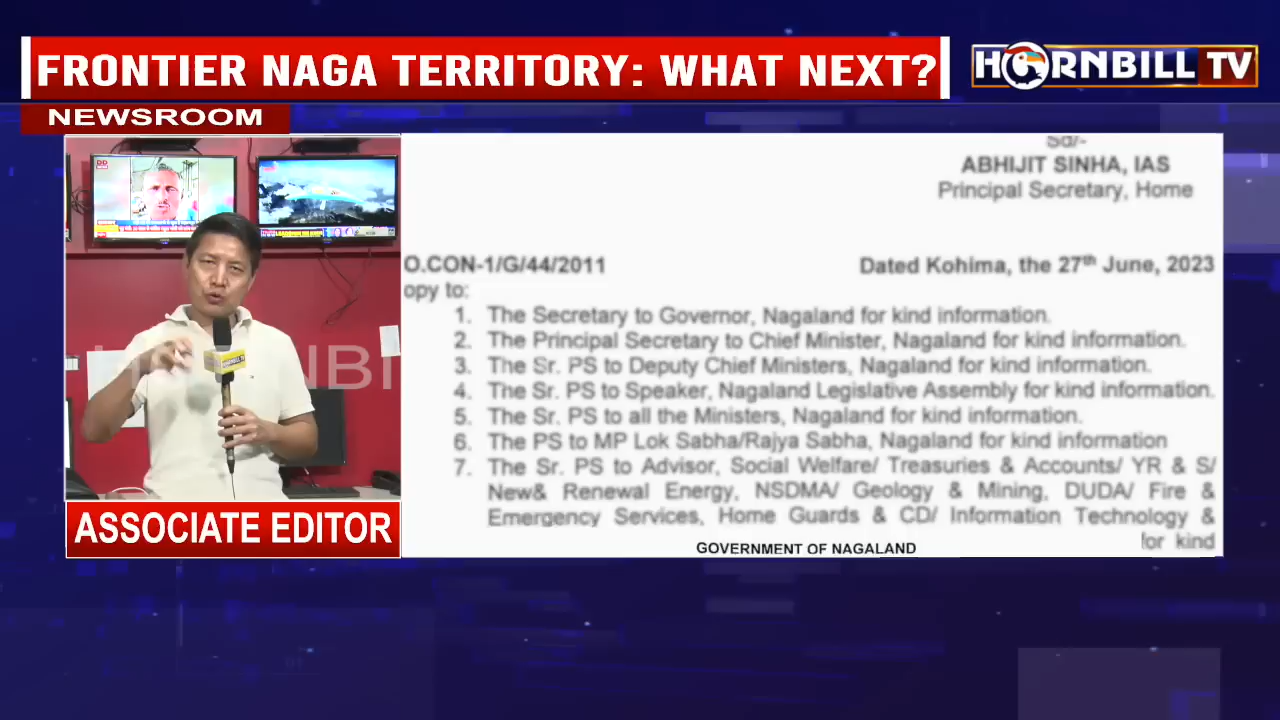 FRONTIER NAGA TERRITORY: WHAT NEXT?
HORNBILL TV
NEWSROOM
Sd/-
ABHIJIT SINHA, IAS
Principal Secretary, Home
O.CON-1/G/44/2011
Dated Kohima, the 27th June, 2023
opy to:
1. The Secretary to Governor, Nagaland for kind information.
2. The Principal Secretary to Chief Minister, Nagaland for kind information.
3. The Sr. PS to Deputy Chief Ministers, Nagaland for kind information.
4. The Sr. PS to Speaker, Nagaland Legislative Assembly for kind information.
5. The Sr. PS to all the Ministers, Nagaland for kind information.
6. The PS to MP Lok Sabha/Rajya Sabha, Nagaland for kind information
7. The Sr. PS to Advisor, Social Welfare/ Treasuries & Accounts/ YR & S/
New& Renewal Energy, NSDMA/ Geology & Mining, DUDA/ Fire &
Emergency Services, Home Guards & CD/ Information Technology &
for kind
GOVERNMENT OF NAGALAND
DD
HORNBILL TV
ASSOCIATE EDITOR